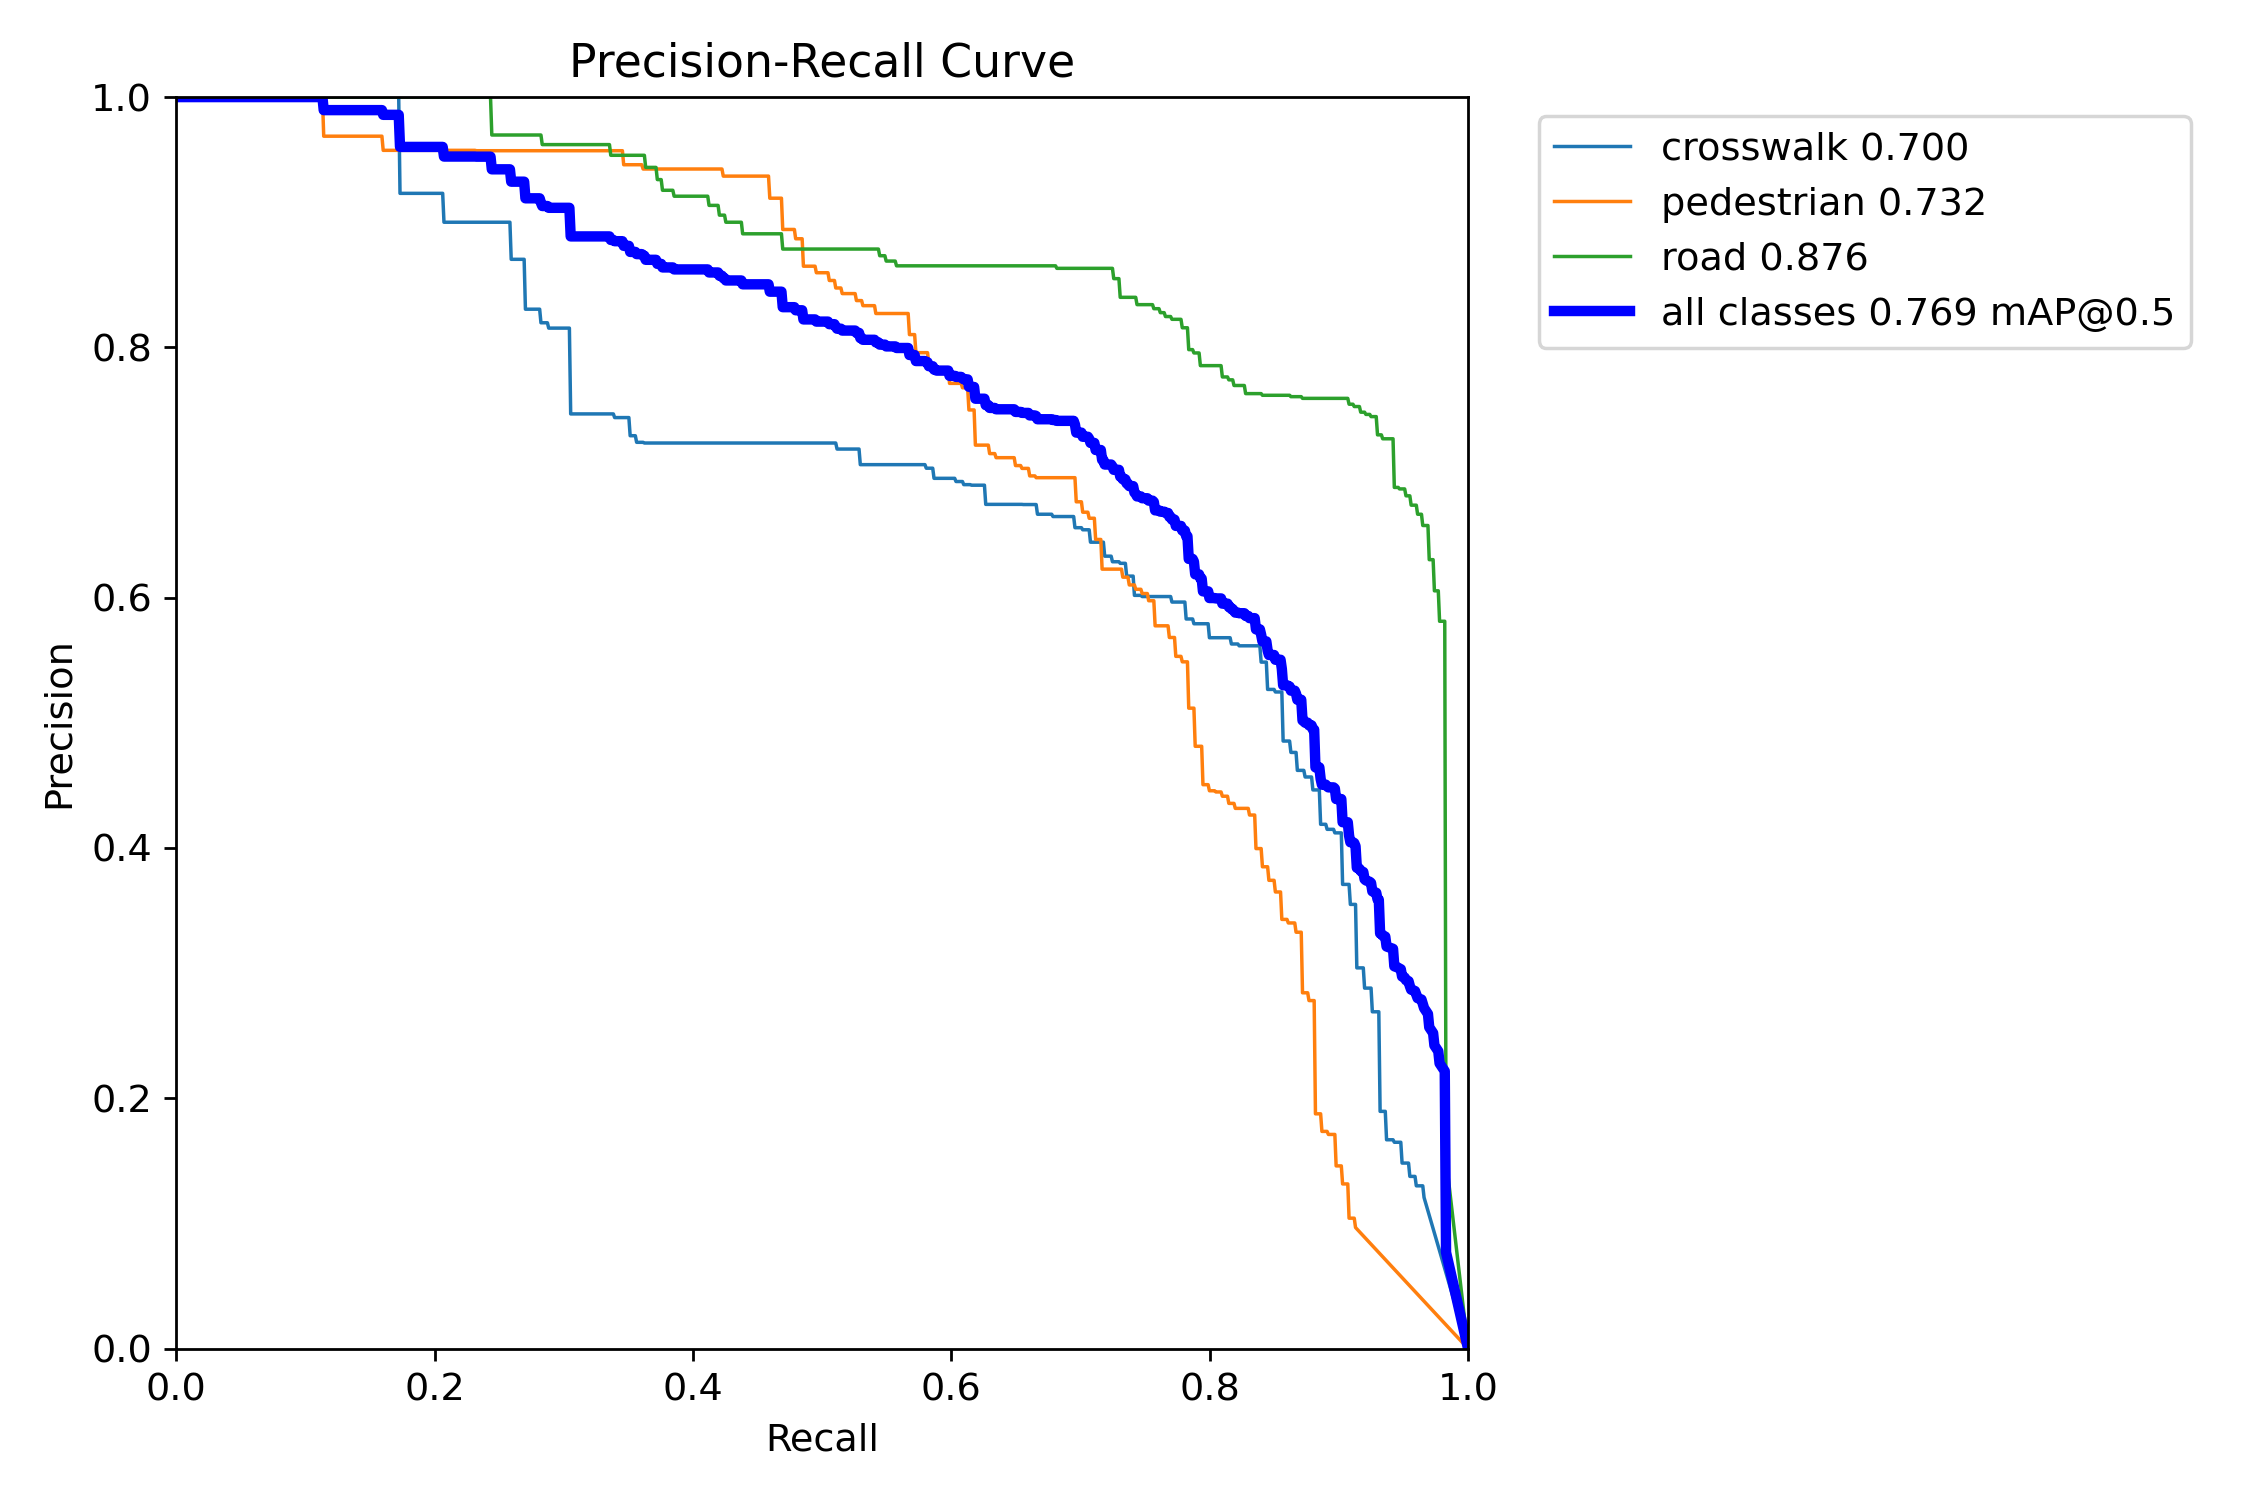 Precision-Recall Curve
1.0
0.8
0.6
0.4
0.2
0.0
Precision
0.0 0.2 0.4 0.6 0.8 1.0
Recall
crosswalk 0.700
pedestrian 0.732
road 0.876
all classes 0.769 mAP@0.5